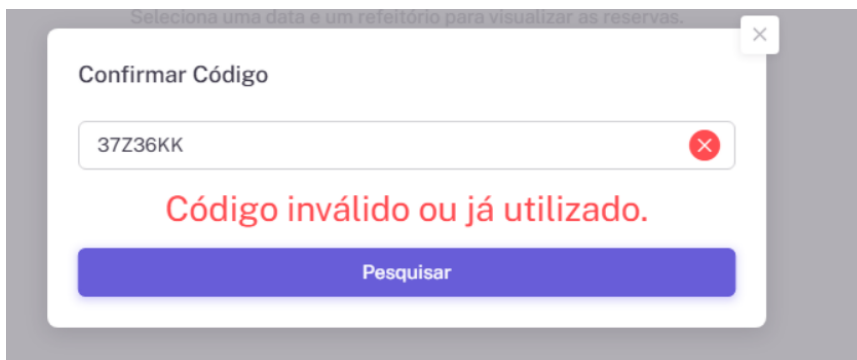 Seleciona uma data e um refeitório para visualizar as reservas.
Confirmar Código
37Z36KK
Código inválido ou já utilizado.
Pesquisar